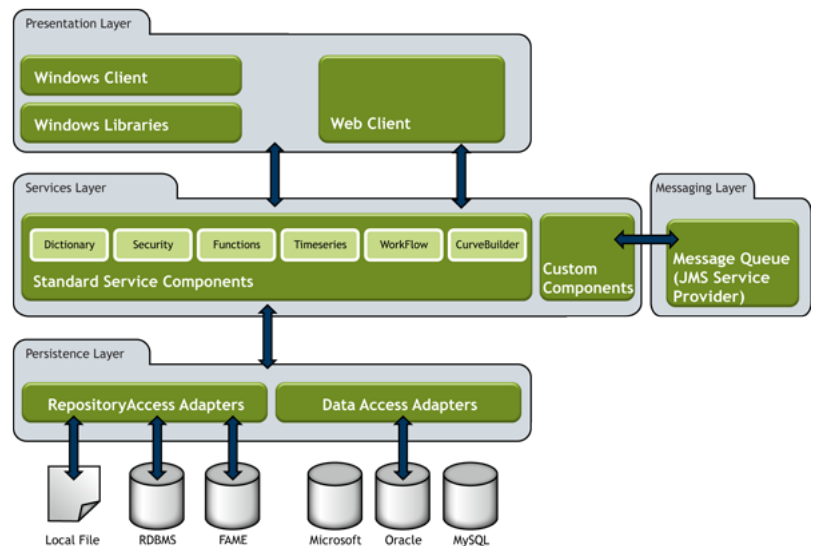 Presentation Layer
Windows Client
Windows Libraries
Web Client
Services Layer
Dictionary
Security
Functions
Timeseries
WorkFlow
CurveBuilder
Standard Service Components
Custom
Components
Messaging Layer
Message Queue
(JMS Service
Provider)
Persistence Layer
RepositoryAccess Adapters
Data Access Adapters
Local File
RDBMS
FAME
Microsoft
Oracle
MySQL